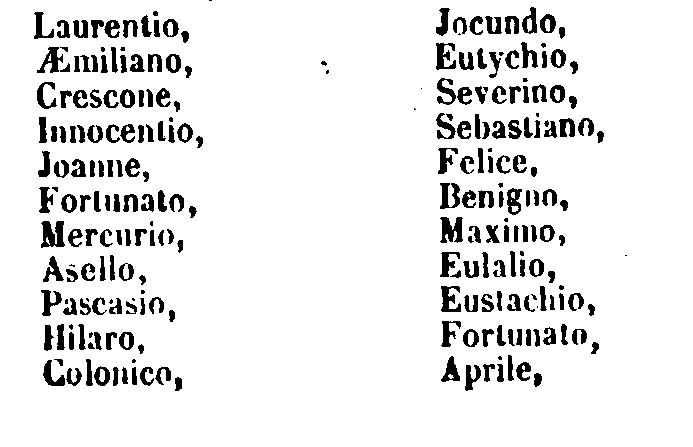 Laurentio,
Æmiliano,
Crescone,
Innocentio,
Joanne,
Fortunato,
Mercurio,
Asello,
Pascasio,
Hilaro,
Colonico,
Jocundo,
Eutychio,
Severino,
Sebastiano,
Felice,
Benigno,
Maximo,
Eulalio,
Eustachio,
Fortunato,
Aprile,